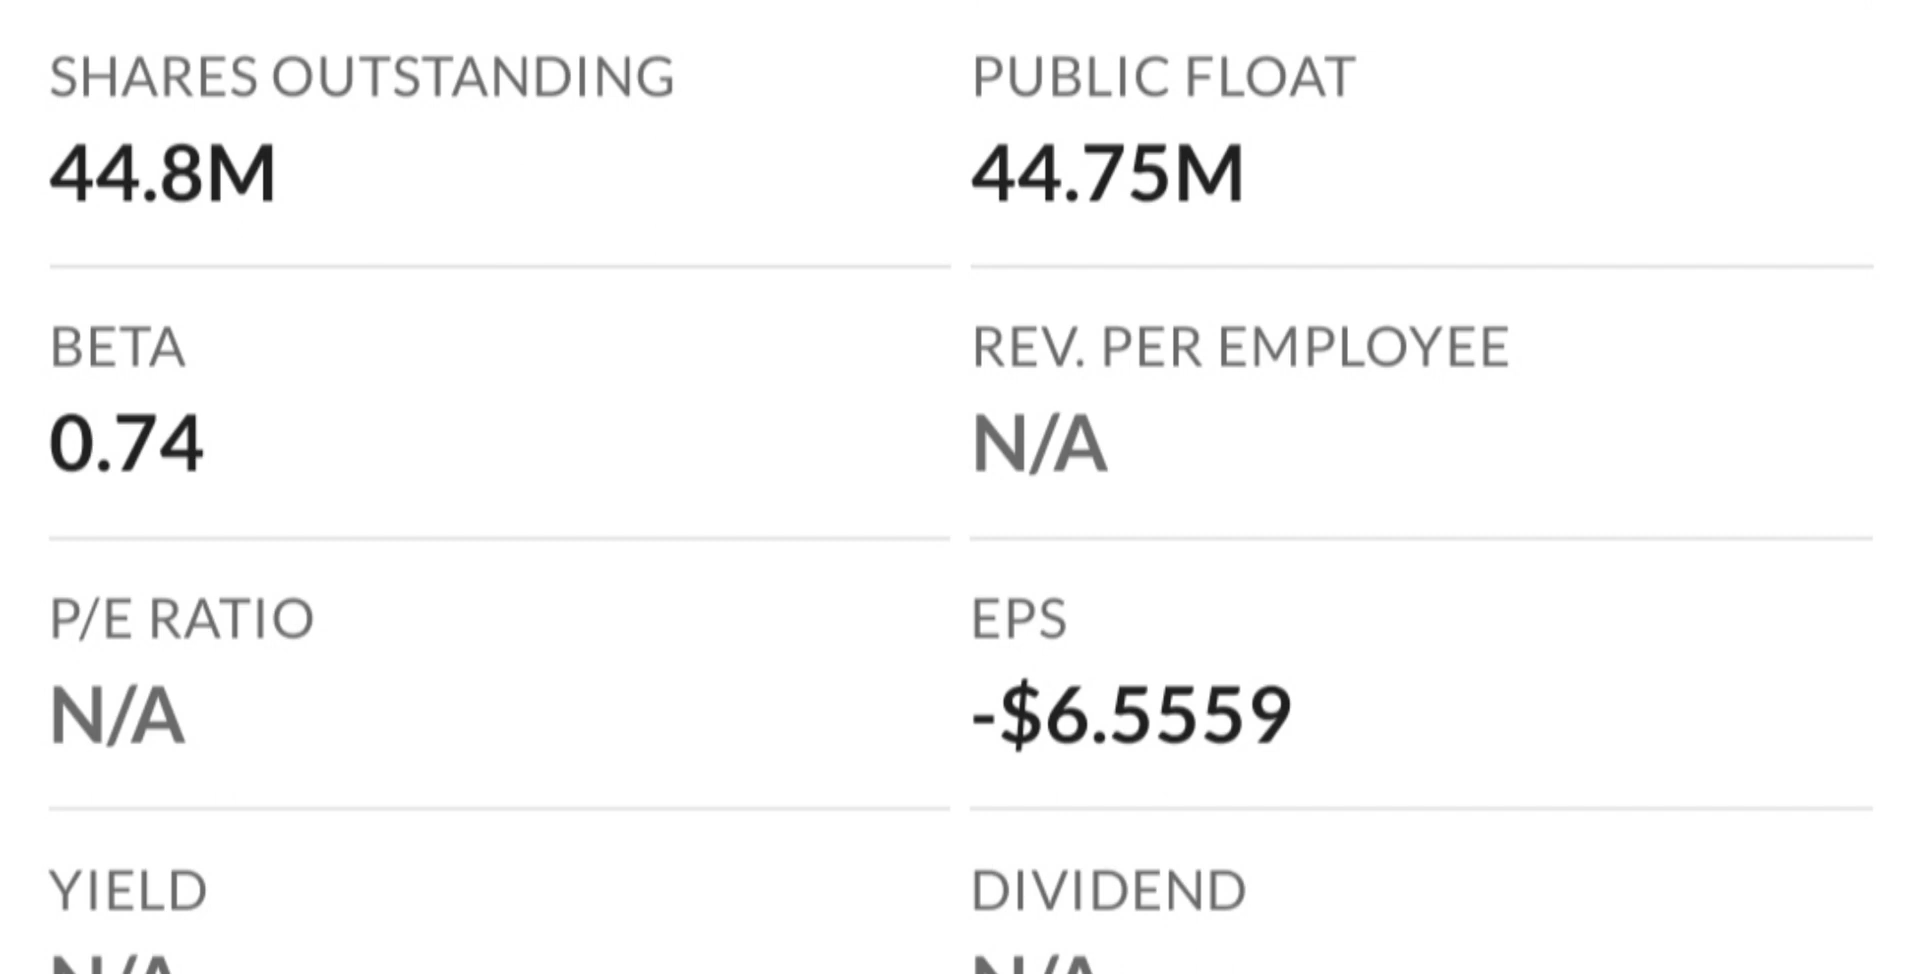 SHARES OUTSTANDING
44.8M
PUBLIC FLOAT
44.75M
BETA
0.74
REV. PER EMPLOYEE
N/A
P/E RATIO
N/A
EPS
-$6.5559
YIELD
N/A
DIVIDEND
N/A